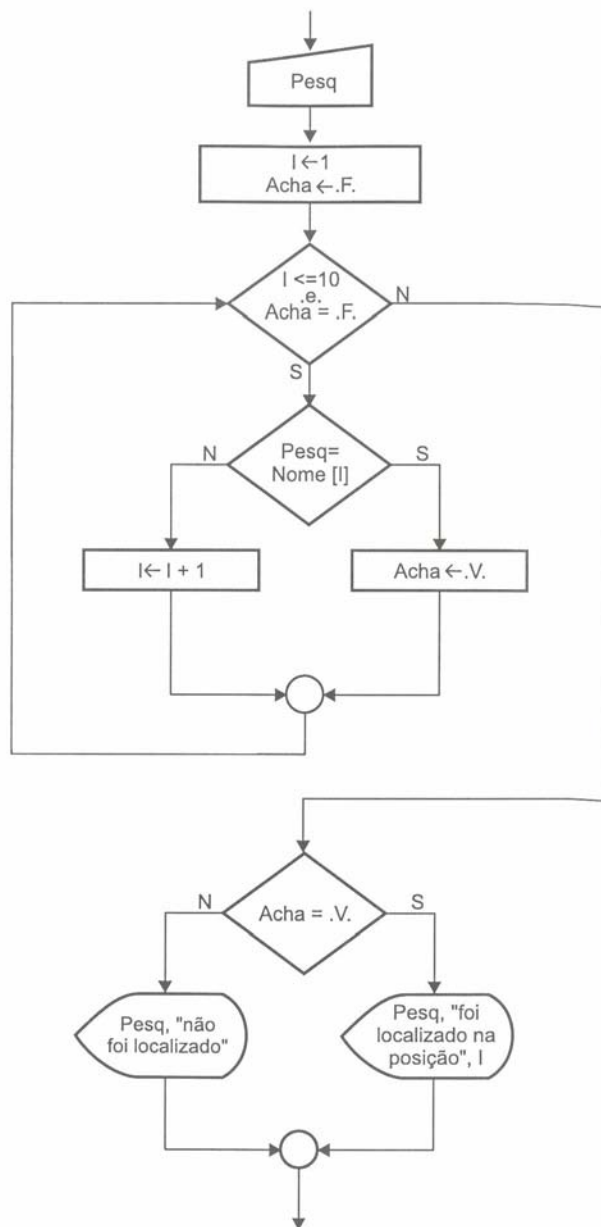 Pesq
I ←1
Acha ←.F.
I <=10
.e.
Acha = .F.
N
S
Pesq=
Nome [I]
N
S
I← I + 1
Acha ←.V.
Acha = .V.
N
S
Pesq, "não
foi localizado"
Pesq, "foi
localizado na
posição", I